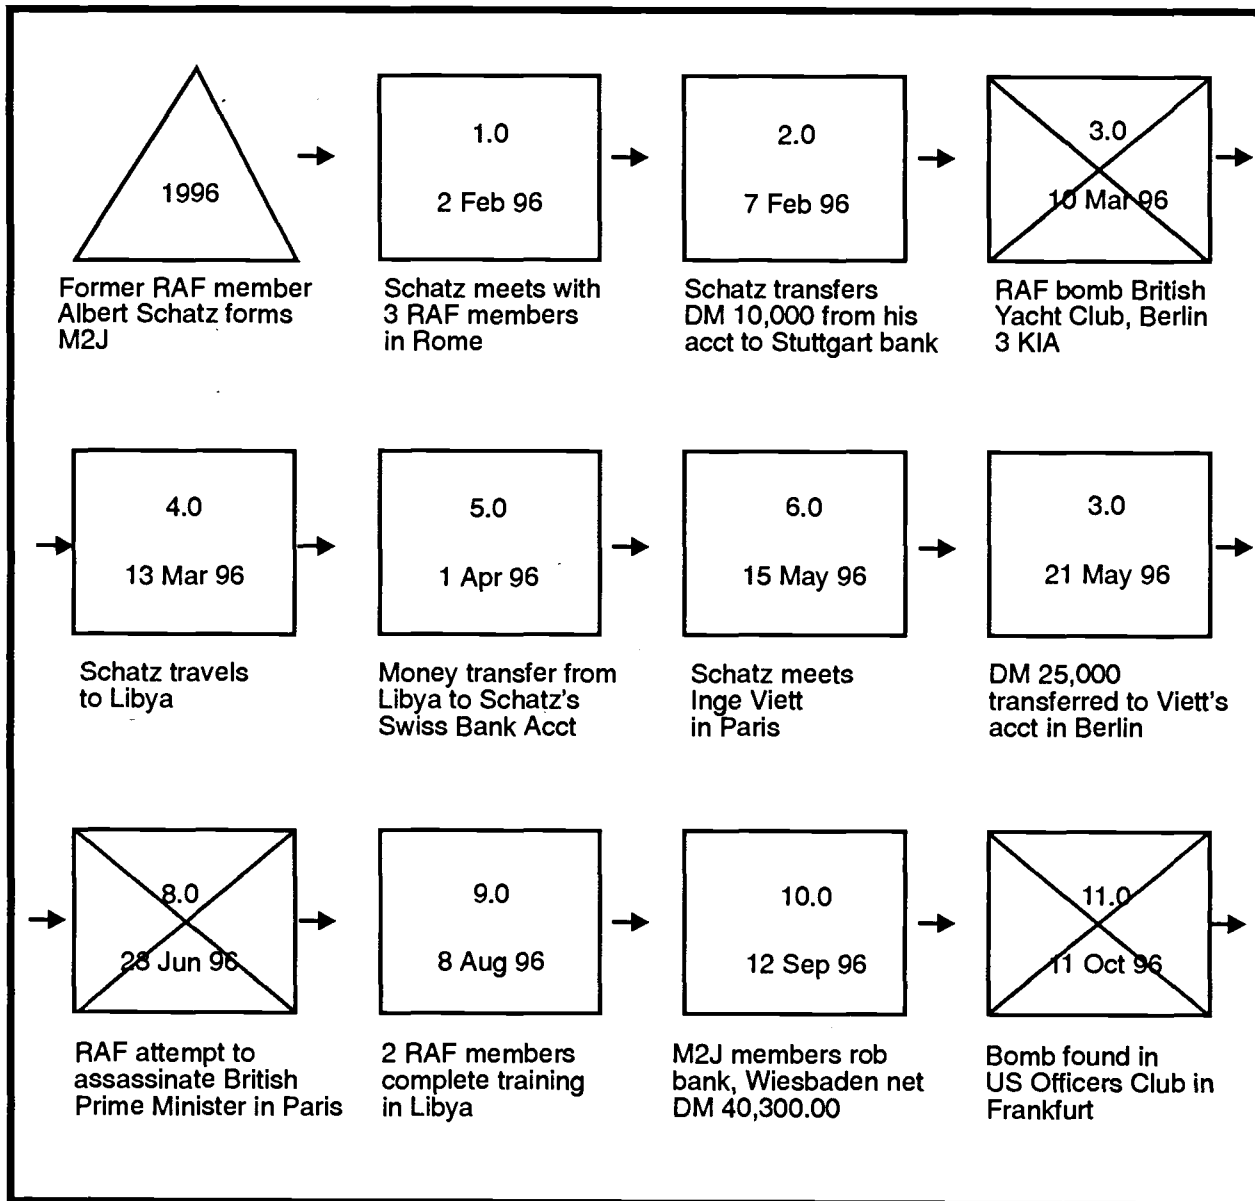 1996
Former RAF member
Albert Schatz forms
M2J
1.0
2 Feb 96
Schatz meets with
3 RAF members
in Rome
2.0
7 Feb 96
Schatz transfers
DM 10,000 from his
acct to Stuttgart bank
3.0
10 Mar 96
RAF bomb British
Yacht Club, Berlin
3 KIA
4.0
13 Mar 96
Schatz travels
to Libya
5.0
1 Apr 96
Money transfer from
Libya to Schatz's
Swiss Bank Acct
6.0
15 May 96
Schatz meets
Inge Viett
in Paris
3.0
21 May 96
DM 25,000
transferred to Viett's
acct in Berlin
8.0
28 Jun 96
RAF attempt to
assassinate British
Prime Minister in Paris
9.0
8 Aug 96
2 RAF members
complete training
in Libya
10.0
12 Sep 96
M2J members rob
bank, Wiesbaden net
DM 40,300.00
11.0
11 Oct 96
Bomb found in
US Officers Club in
Frankfurt